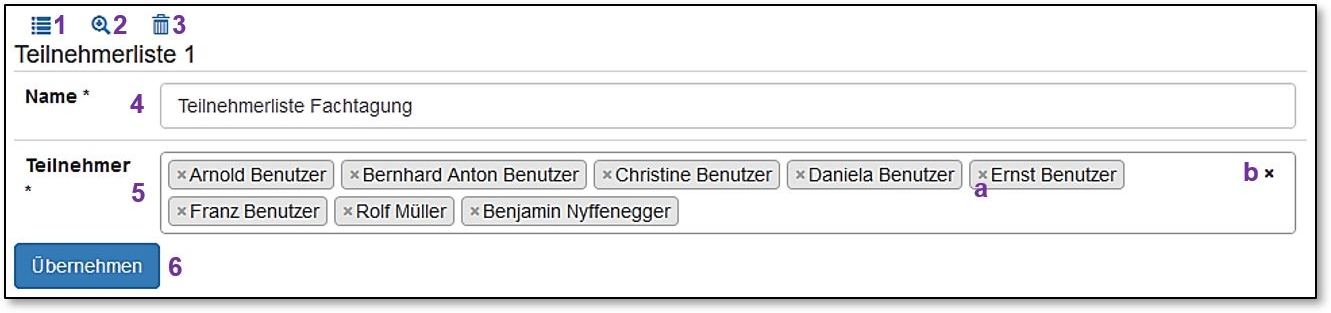 1 2 3
Teilnehmerliste 1
Name * 4 Teilnehmerliste Fachtagung
Teilnehmer
* 5 ×Arnold Benutzer ×Bernhard Anton Benutzer ×Christine Benutzer ×Daniela Benutzer ×Ernst Benutzer a b ×
×Franz Benutzer ×Rolf Müller ×Benjamin Nyffenegger
Übernehmen 6